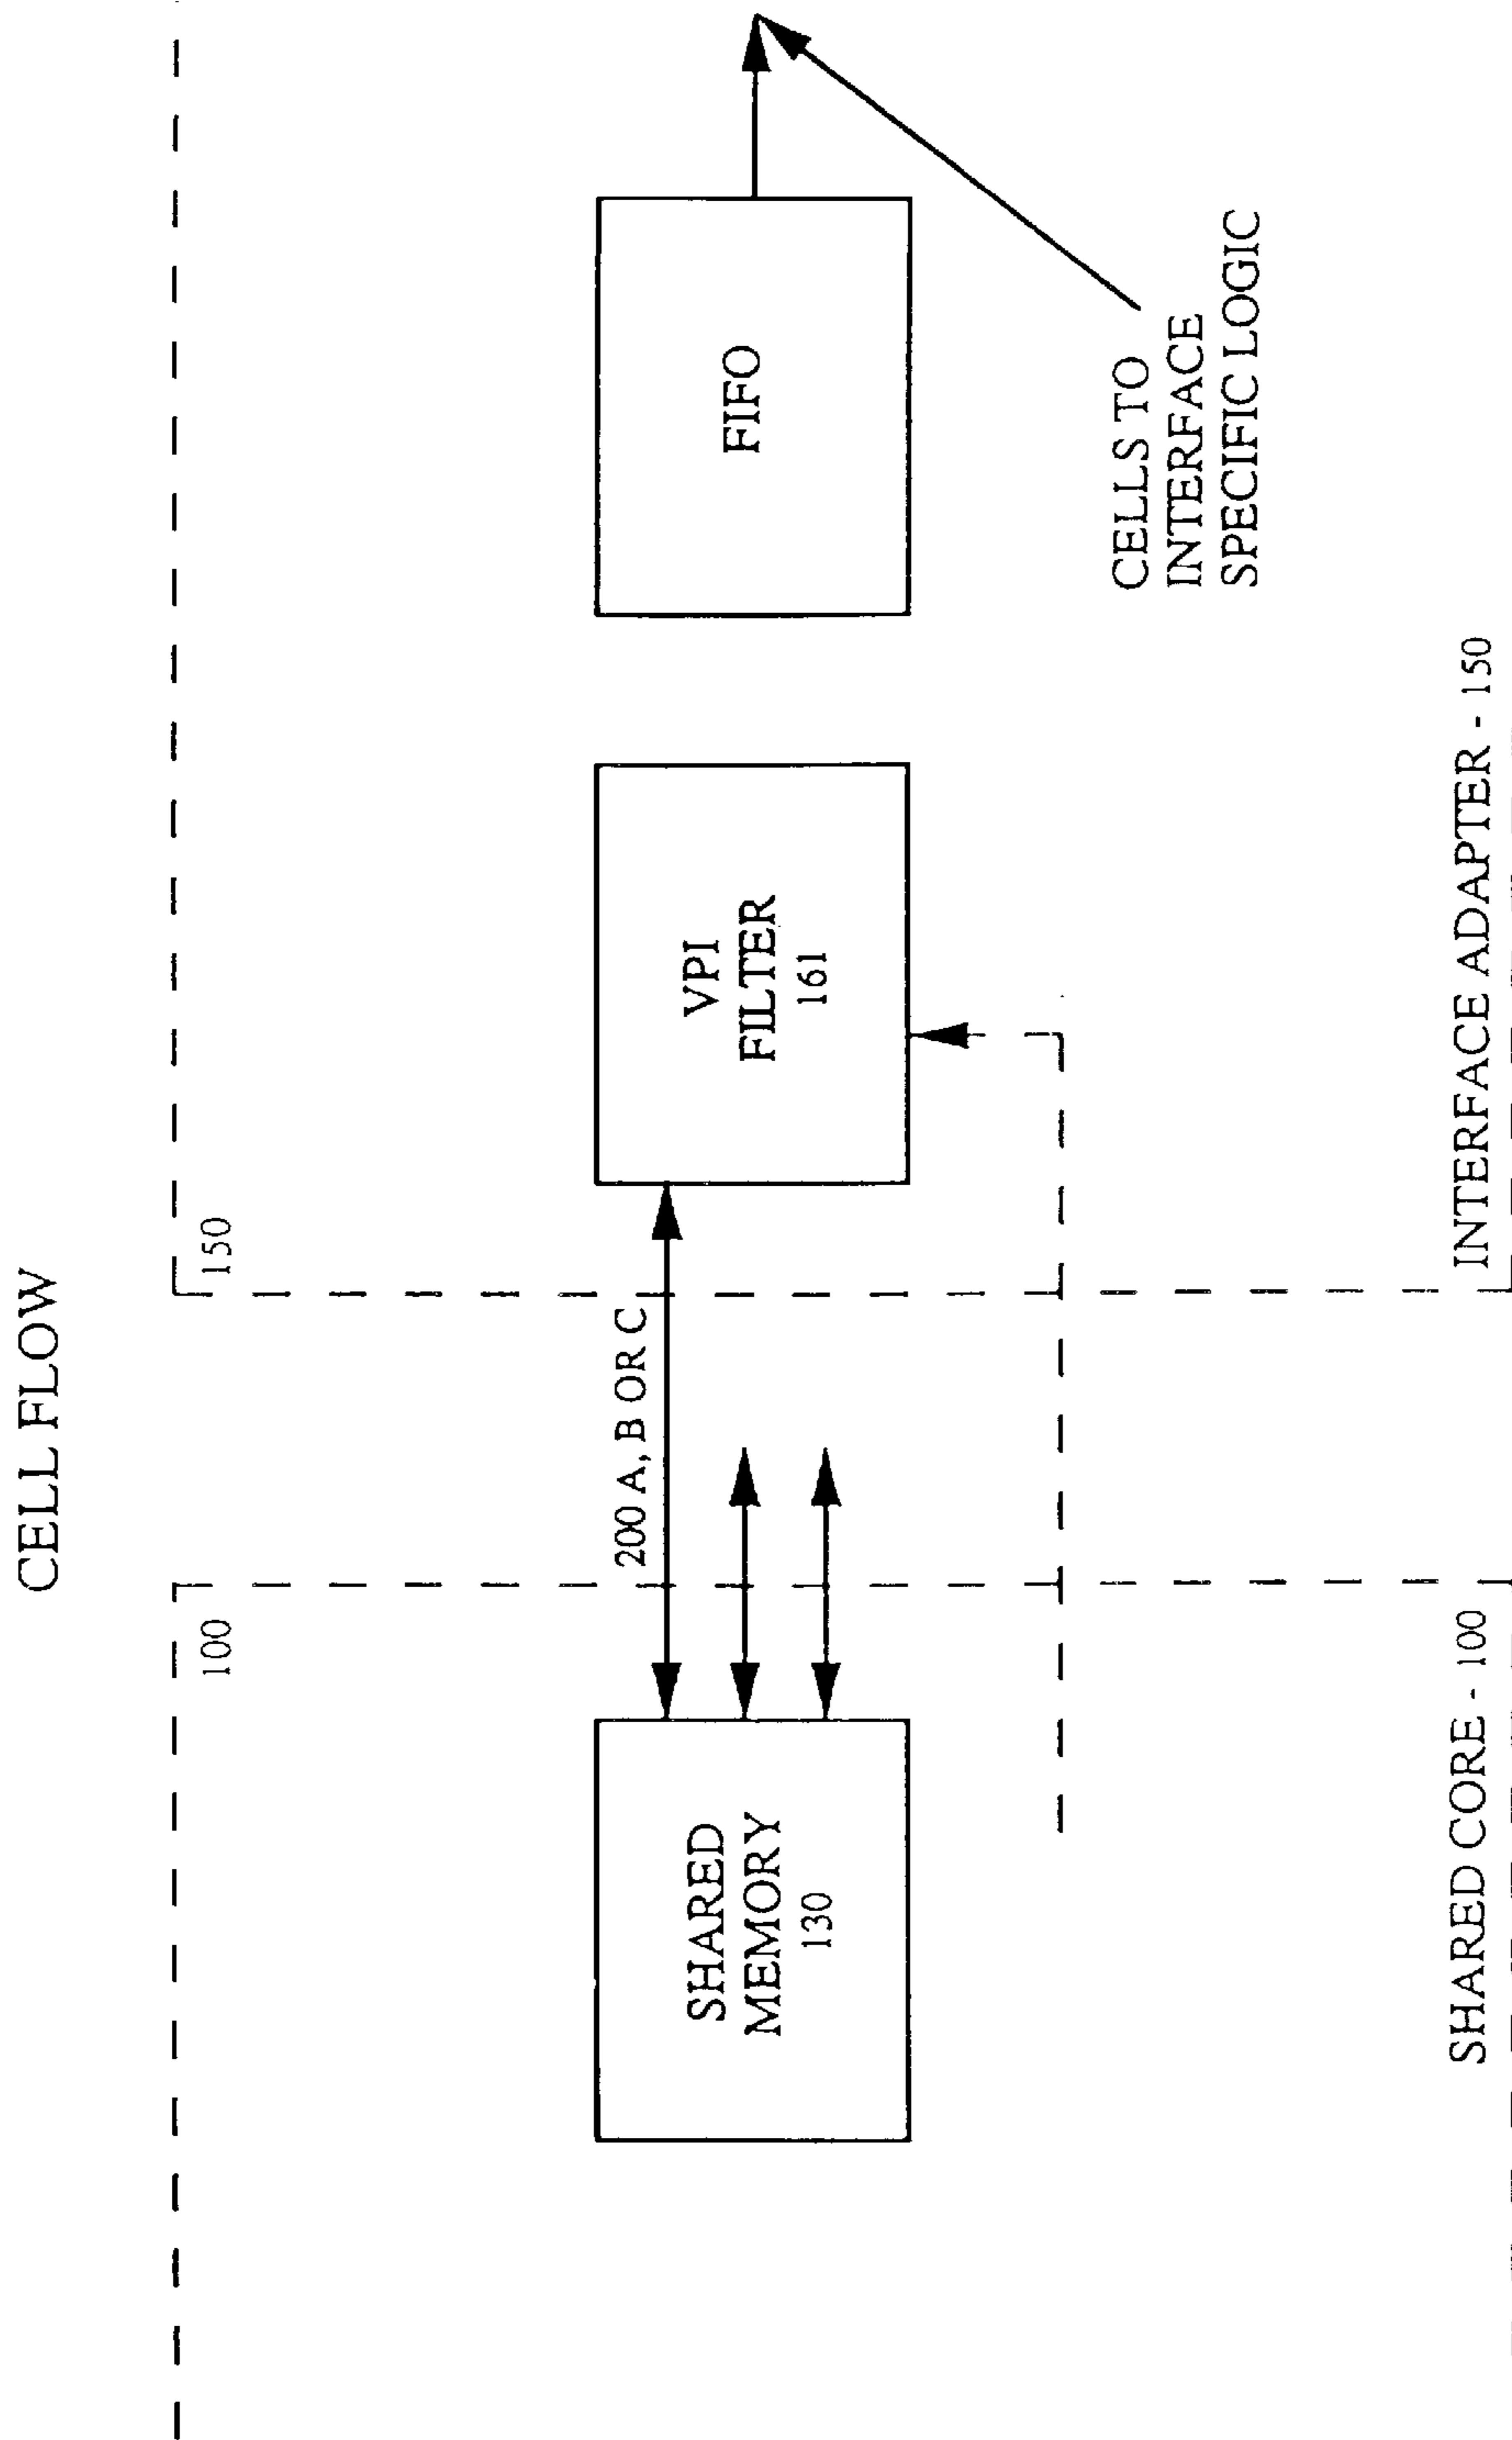 CELL FLOW
100
150
200 A, B OR C
SHARED
MEMORY
130
VPI
FILTER
161
FIFO
CELLS TO
INTERFACE
SPECIFIC LOGIC
SHARED CORE - 100
INTERFACE ADAPTER - 150